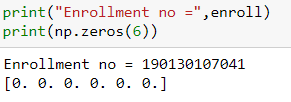 print("Enrollment no =",enroll)
print(np.zeros(6))
Enrollment no = 190130107041
[0. 0. 0. 0. 0. 0.]